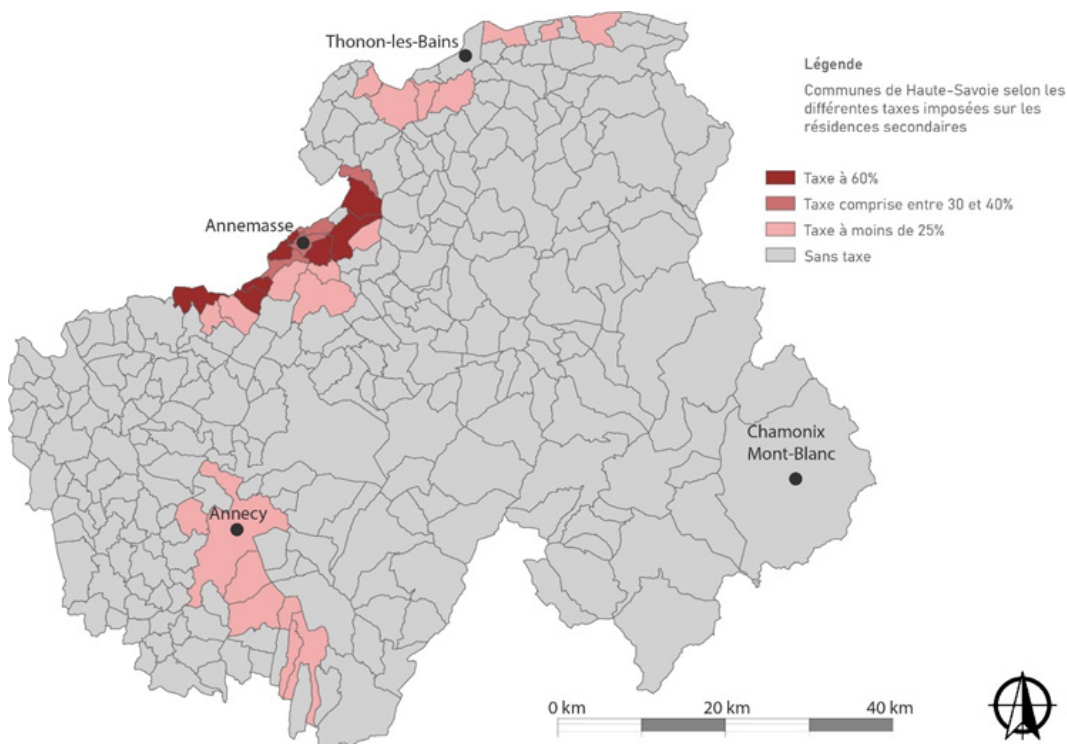 Thonon-les-Bains
Légende
Communes de Haute-Savoie selon les
différentes taxes imposées sur les
résidences secondaires
Taxe à 60%
Taxe comprise entre 30 et 40%
Taxe à moins de 25%
Sans taxe
Annemasse
Chamonix
Mont-Blanc
Annecy
0 km
20 km
40 km